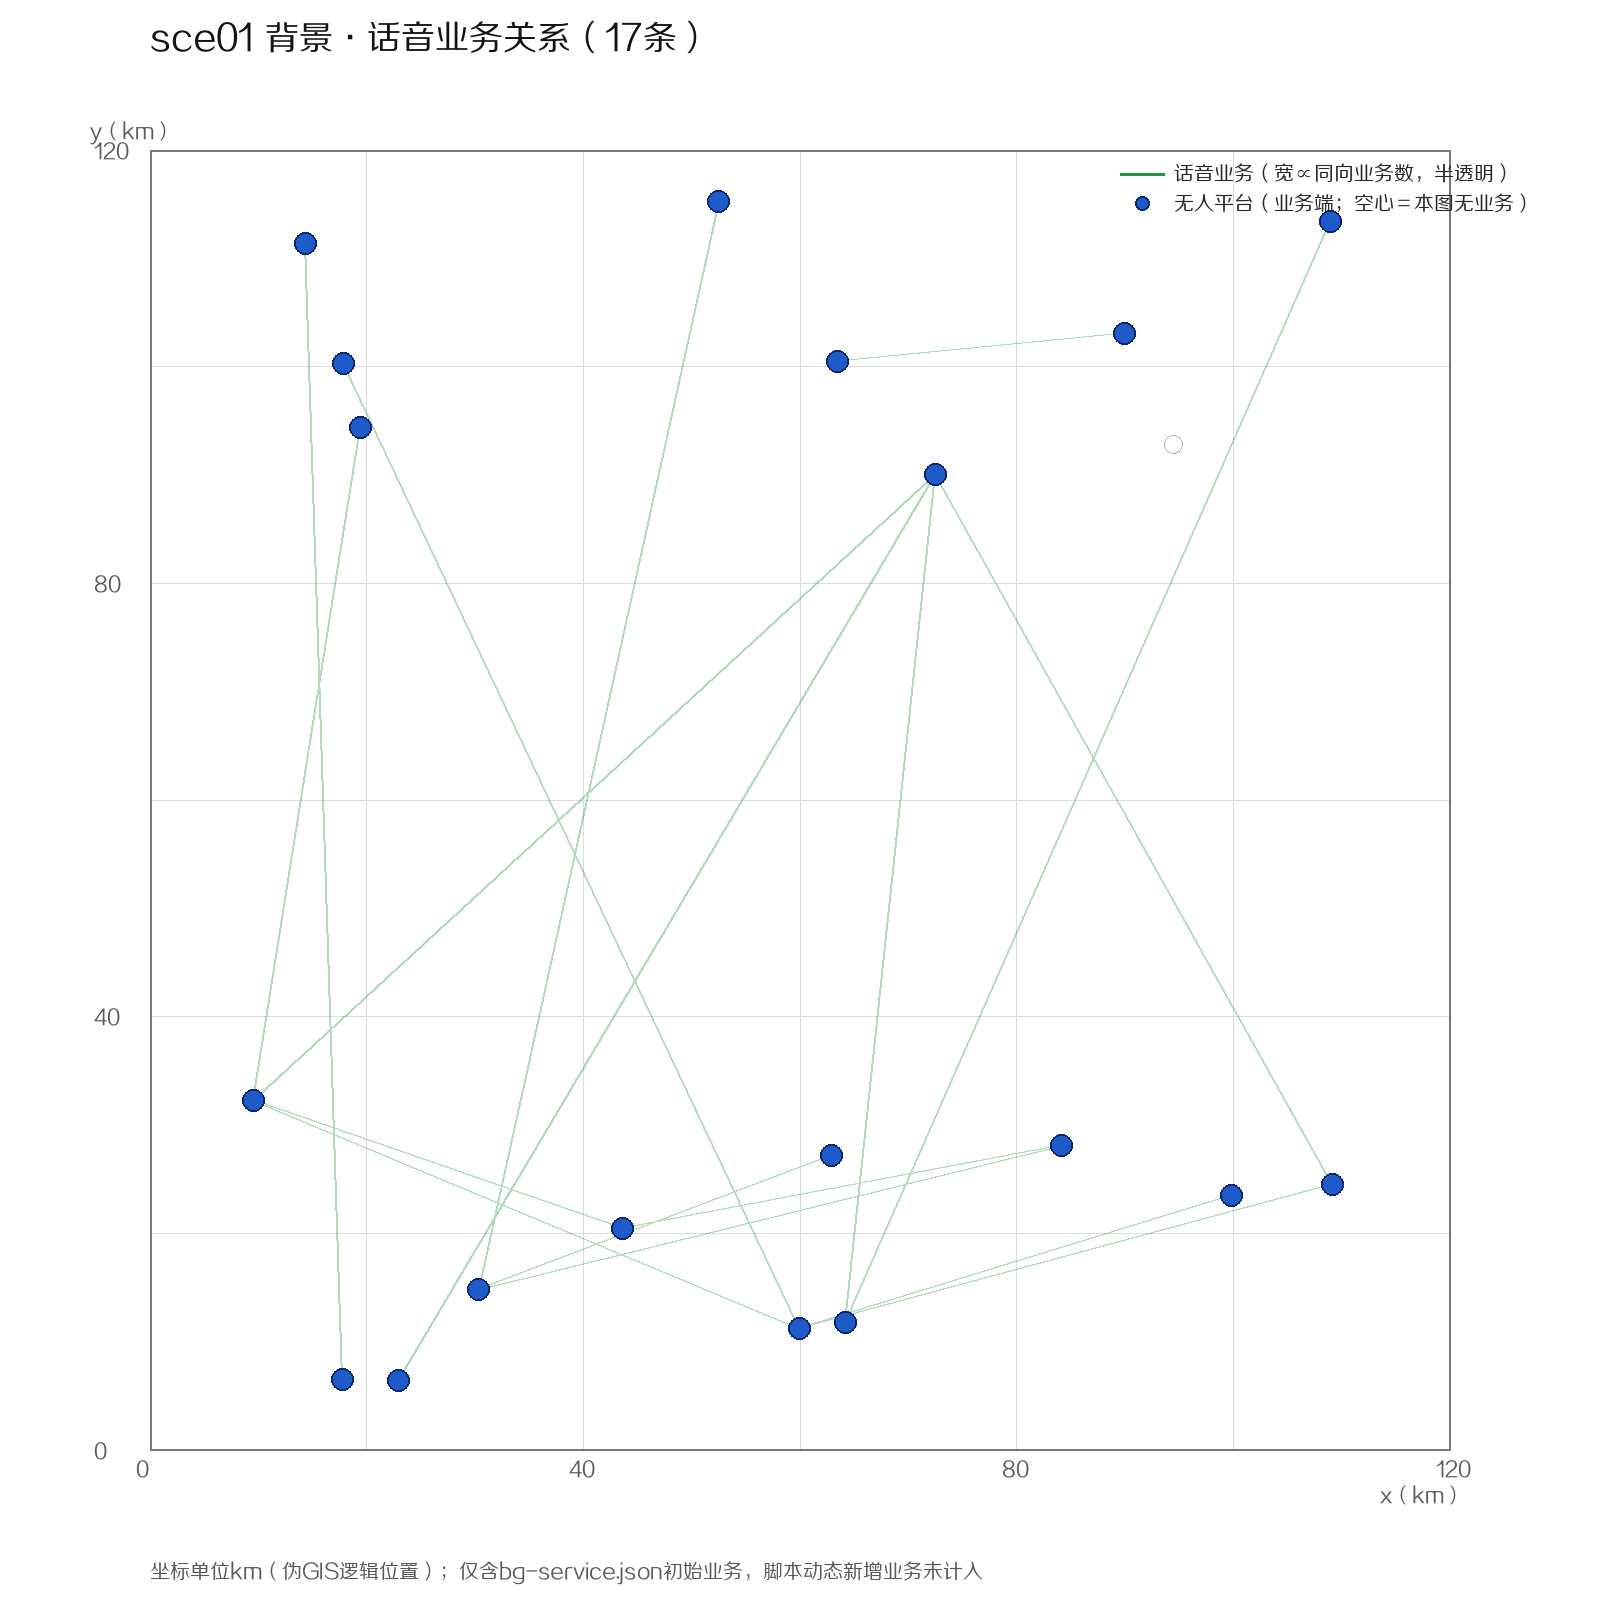 sce01 背景 · 话音业务关系（17条）
y（km）
120
话音业务（宽∝同向业务数，半透明）
无人平台（业务端；空心＝本图无业务）
80
40
0
0
40
80
120
x（km）
坐标单位km（伪GIS逻辑位置）；仅含bg-service.json初始业务，脚本动态新增业务未计入